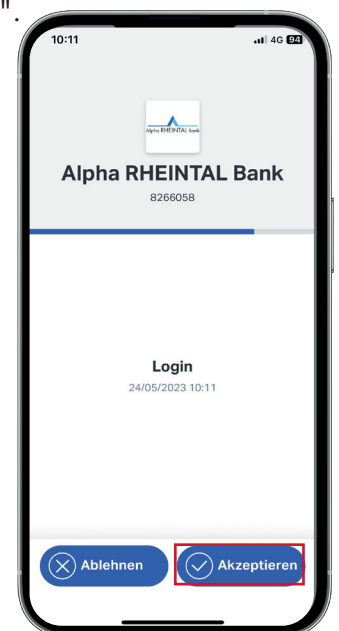 ".
10:11 4G 94
Alpha RHEINTAL Bank
Alpha RHEINTAL Bank
8266058
Login
24/05/2023 10:11
Ablehnen Akzeptieren